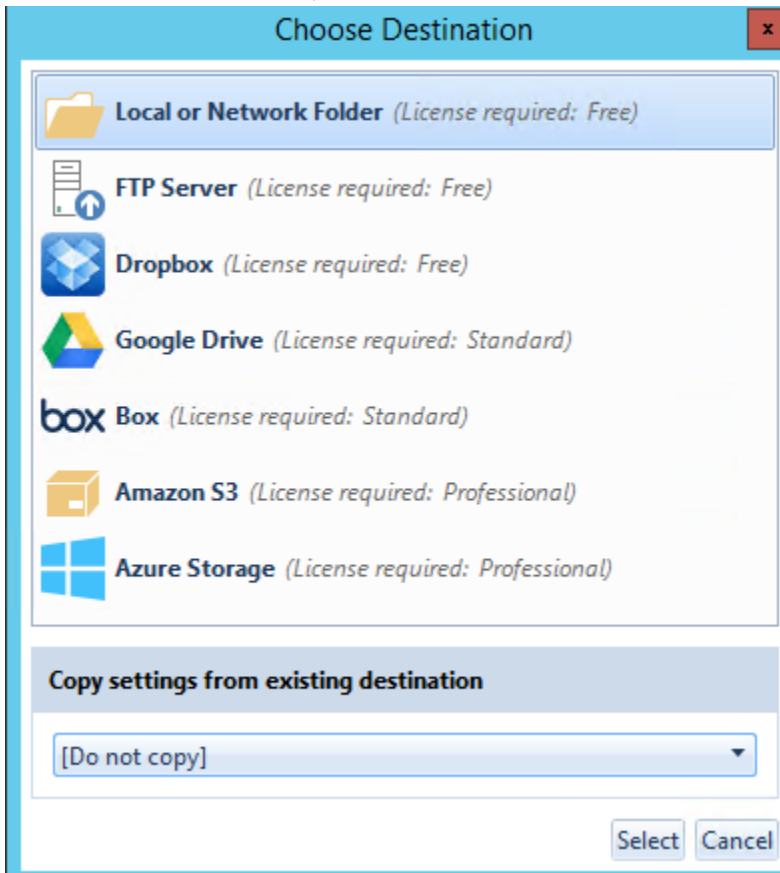 Choose Destination
x
Local or Network Folder (License required: Free)
FTP Server (License required: Free)
Dropbox (License required: Free)
Google Drive (License required: Standard)
box Box (License required: Standard)
Amazon S3 (License required: Professional)
Azure Storage (License required: Professional)
Copy settings from existing destination
[Do not copy]
Select Cancel